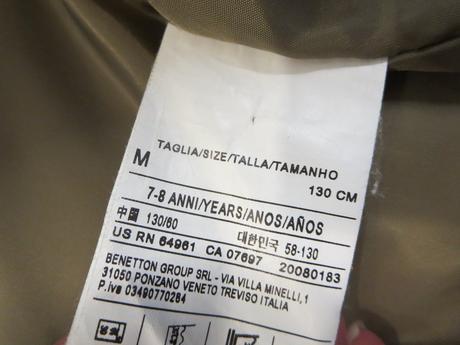 TAGLIA/SIZE/TALLA/TAMANHO
M 130 CM
7-8 ANNI/YEARS/ANOS/AÑOS
中國 130/60 대한민국 58-130
US RN 64961 CA 07697 20080183
BENETTON GROUP SRL - VIA VILLA MINELLI, 1
31050 PONZANO VENETO TREVISO ITALIA
P.iva 03490770284